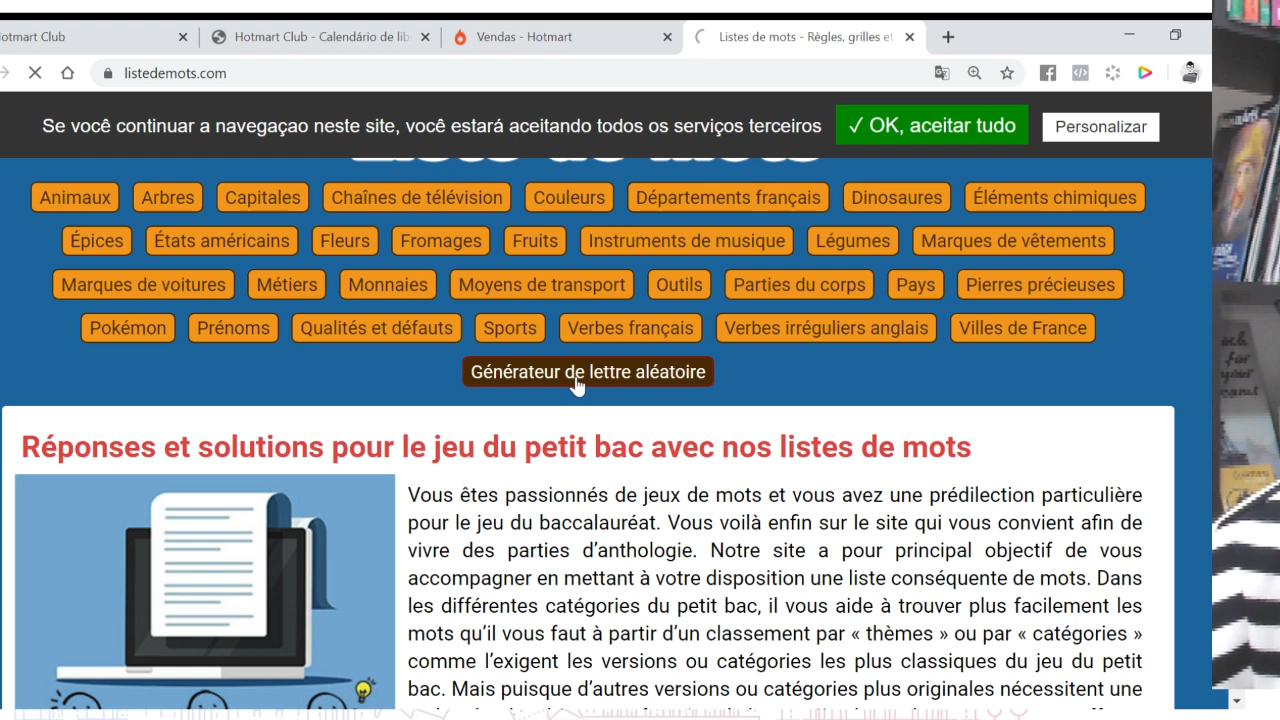 otmart Club
Hotmart Club - Calendário de lib
Vendas - Hotmart
Listes de mots - Règles, grilles et
listedemots.com
Se você continuar a navegaçao neste site, você estará aceitando todos os serviços terceiros
✓ OK, aceitar tudo
Personalizar
Animaux Arbres Capitales Chaînes de télévision Couleurs Départements français Dinosaures Éléments chimiques
Épices États américains Fleurs Fromages Fruits Instruments de musique Légumes Marques de vêtements
Marques de voitures Métiers Monnaies Moyens de transport Outils Parties du corps Pays Pierres précieuses
Pokémon Prénoms Qualités et défauts Sports Verbes français Verbes irréguliers anglais Villes de France
Générateur de lettre aléatoire
Réponses et solutions pour le jeu du petit bac avec nos listes de mots
Vous êtes passionnés de jeux de mots et vous avez une prédilection particulière
pour le jeu du baccalauréat. Vous voilà enfin sur le site qui vous convient afin de
vivre des parties d’anthologie. Notre site a pour principal objectif de vous
accompagner en mettant à votre disposition une liste conséquente de mots. Dans
les différentes catégories du petit bac, il vous aide à trouver plus facilement les
mots qu’il vous faut à partir d’un classement par « thèmes » ou par « catégories »
comme l’exigent les versions ou catégories les plus classiques du jeu du petit
bac. Mais puisque d’autres versions ou catégories plus originales nécessitent une